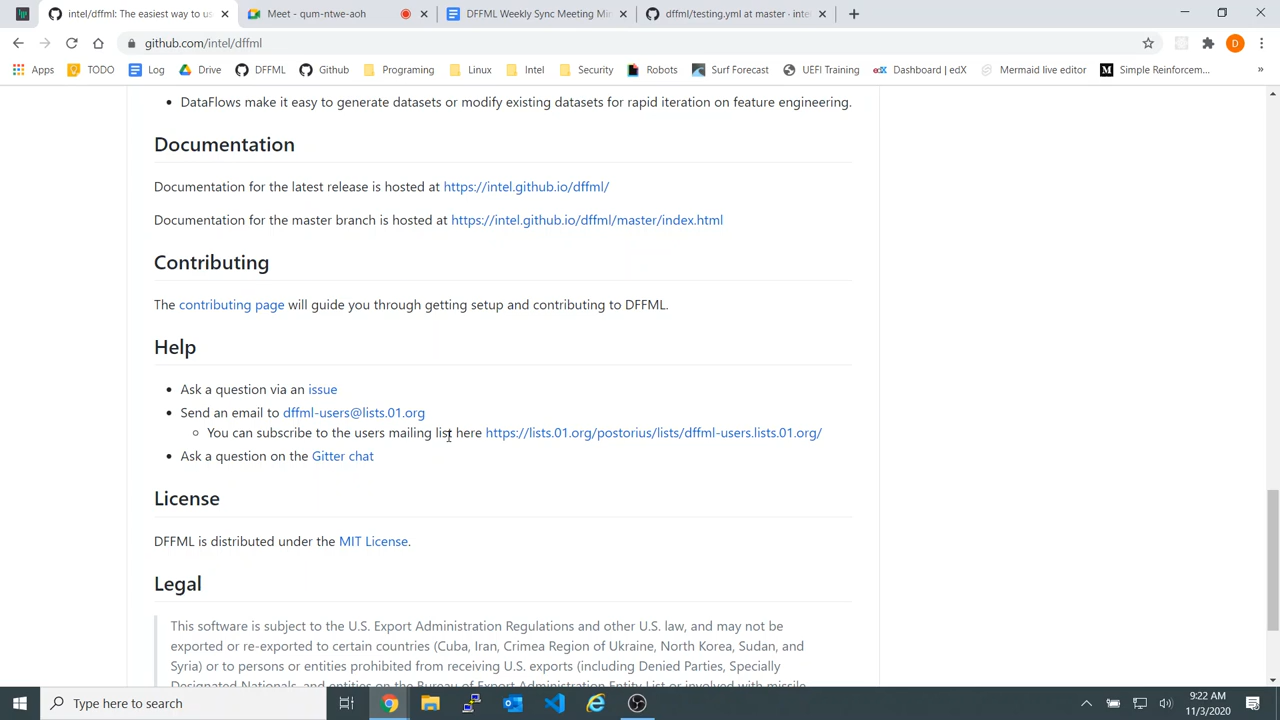 intel/dffml: The easiest way to us
Meet - qum-ntwe-aoh
DFFML Weekly Sync Meeting Min
dffml/testing.yml at master · inte
github.com/intel/dffml
D
Apps
TODO
Log
Drive
DFFML
Github
Programing
Linux
Intel
Security
Robots
Surf Forecast
UEFI Training
edX
Dashboard | edX
Mermaid live editor
M
Simple Reinforcem...
»
• DataFlows make it easy to generate datasets or modify existing datasets for rapid iteration on feature engineering.
Documentation
Documentation for the latest release is hosted at https://intel.github.io/dffml/
Documentation for the master branch is hosted at https://intel.github.io/dffml/master/index.html
Contributing
The contributing page will guide you through getting setup and contributing to DFFML.
Help
• Ask a question via an issue
• Send an email to dffml-users@lists.01.org
◦ You can subscribe to the users mailing list here https://lists.01.org/postorius/lists/dffml-users.lists.01.org/
• Ask a question on the Gitter chat
License
DFFML is distributed under the MIT License.
Legal
This software is subject to the U.S. Export Administration Regulations and other U.S. law, and may not be
exported or re-exported to certain countries (Cuba, Iran, Crimea Region of Ukraine, North Korea, Sudan, and
Syria) or to persons or entities prohibited from receiving U.S. exports (including Denied Parties, Specially
Designated Nationals, and entities on the Bureau of Export Administration Entity List or involved with missile
Type here to search
9:22 AM
11/3/2020